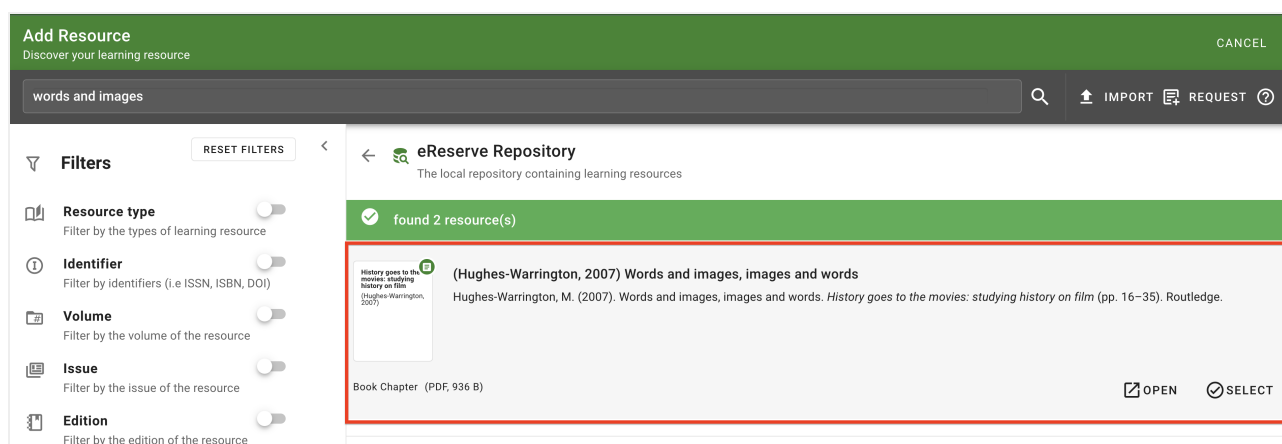 Add Resource
Discover your learning resource
CANCEL
words and images
IMPORT
REQUEST
Filters
RESET FILTERS
Resource type
Filter by the types of learning resource
Identifier
Filter by identifiers (i.e ISSN, ISBN, DOI)
Volume
Filter by the volume of the resource
Issue
Filter by the issue of the resource
Edition
Filter by the edition of the resource
eReserve Repository
The local repository containing learning resources
found 2 resource(s)
History goes to the
movies: studying
history on film
(Hughes-Warrington,
2007)
(Hughes-Warrington, 2007) Words and images, images and words
Hughes-Warrington, M. (2007). Words and images, images and words. History goes to the movies: studying history on film (pp. 16–35). Routledge.
Book Chapter (PDF, 936 B)
OPEN
SELECT